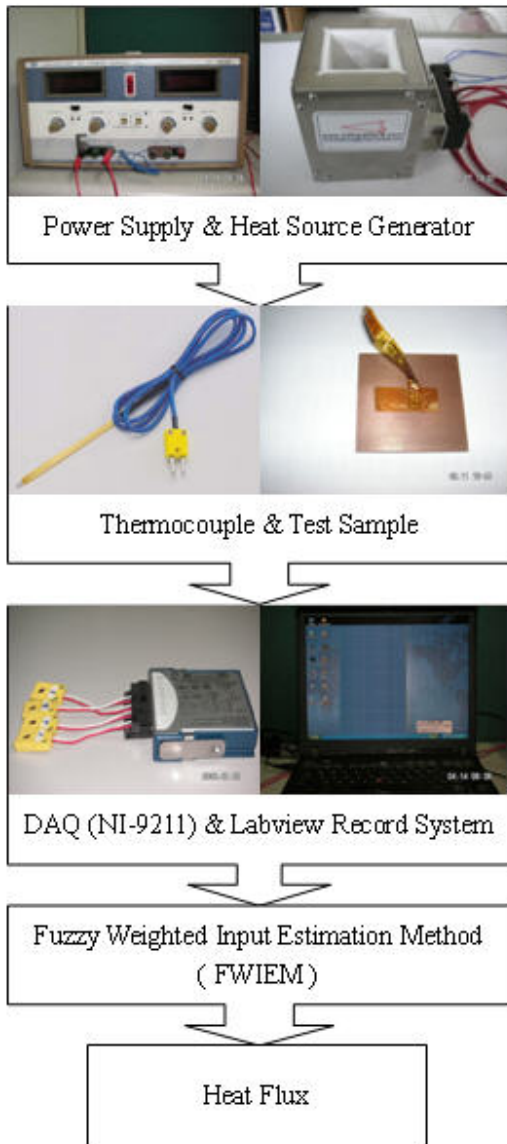 Power Supply & Heat Source Generator
Thermocouple & Test Sample
DAQ (NI-9211) & Labview Record System
Fuzzy Weighted Input Estimation Method
( FWIEM )
Heat Flux